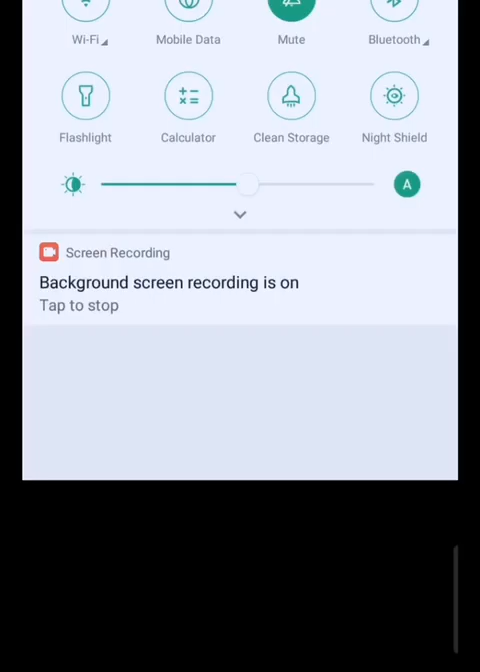 Wi-Fi
Mobile Data
Mute
Bluetooth
Flashlight
Calculator
Clean Storage
Night Shield
A
Screen Recording
Background screen recording is on
Tap to stop